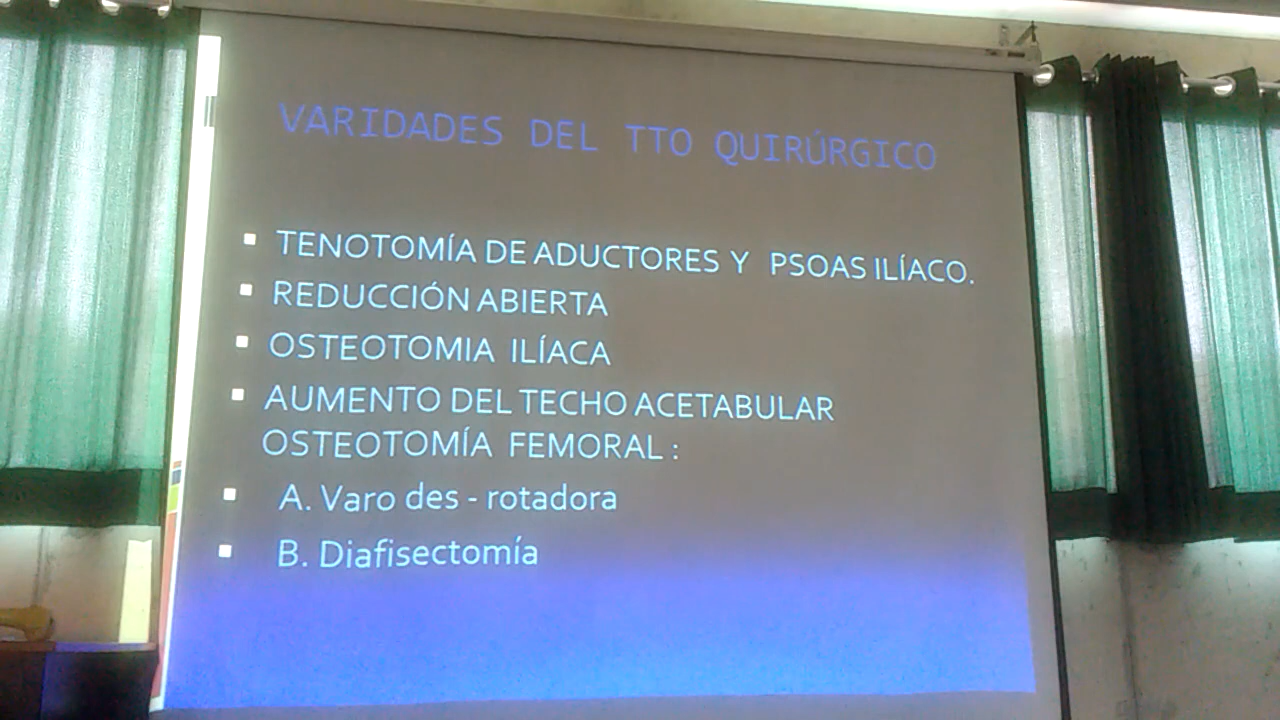 VARIDADES DEL TTO QUIRÚRGICO
TENOTOMÍA DE ADUCTORES Y PSOAS ILÍACO.
REDUCCIÓN ABIERTA
OSTEOTOMIA ILÍACA
AUMENTO DEL TECHO ACETABULAR
OSTEOTOMÍA FEMORAL :
A. Varo des - rotadora
B. Diafisectomía